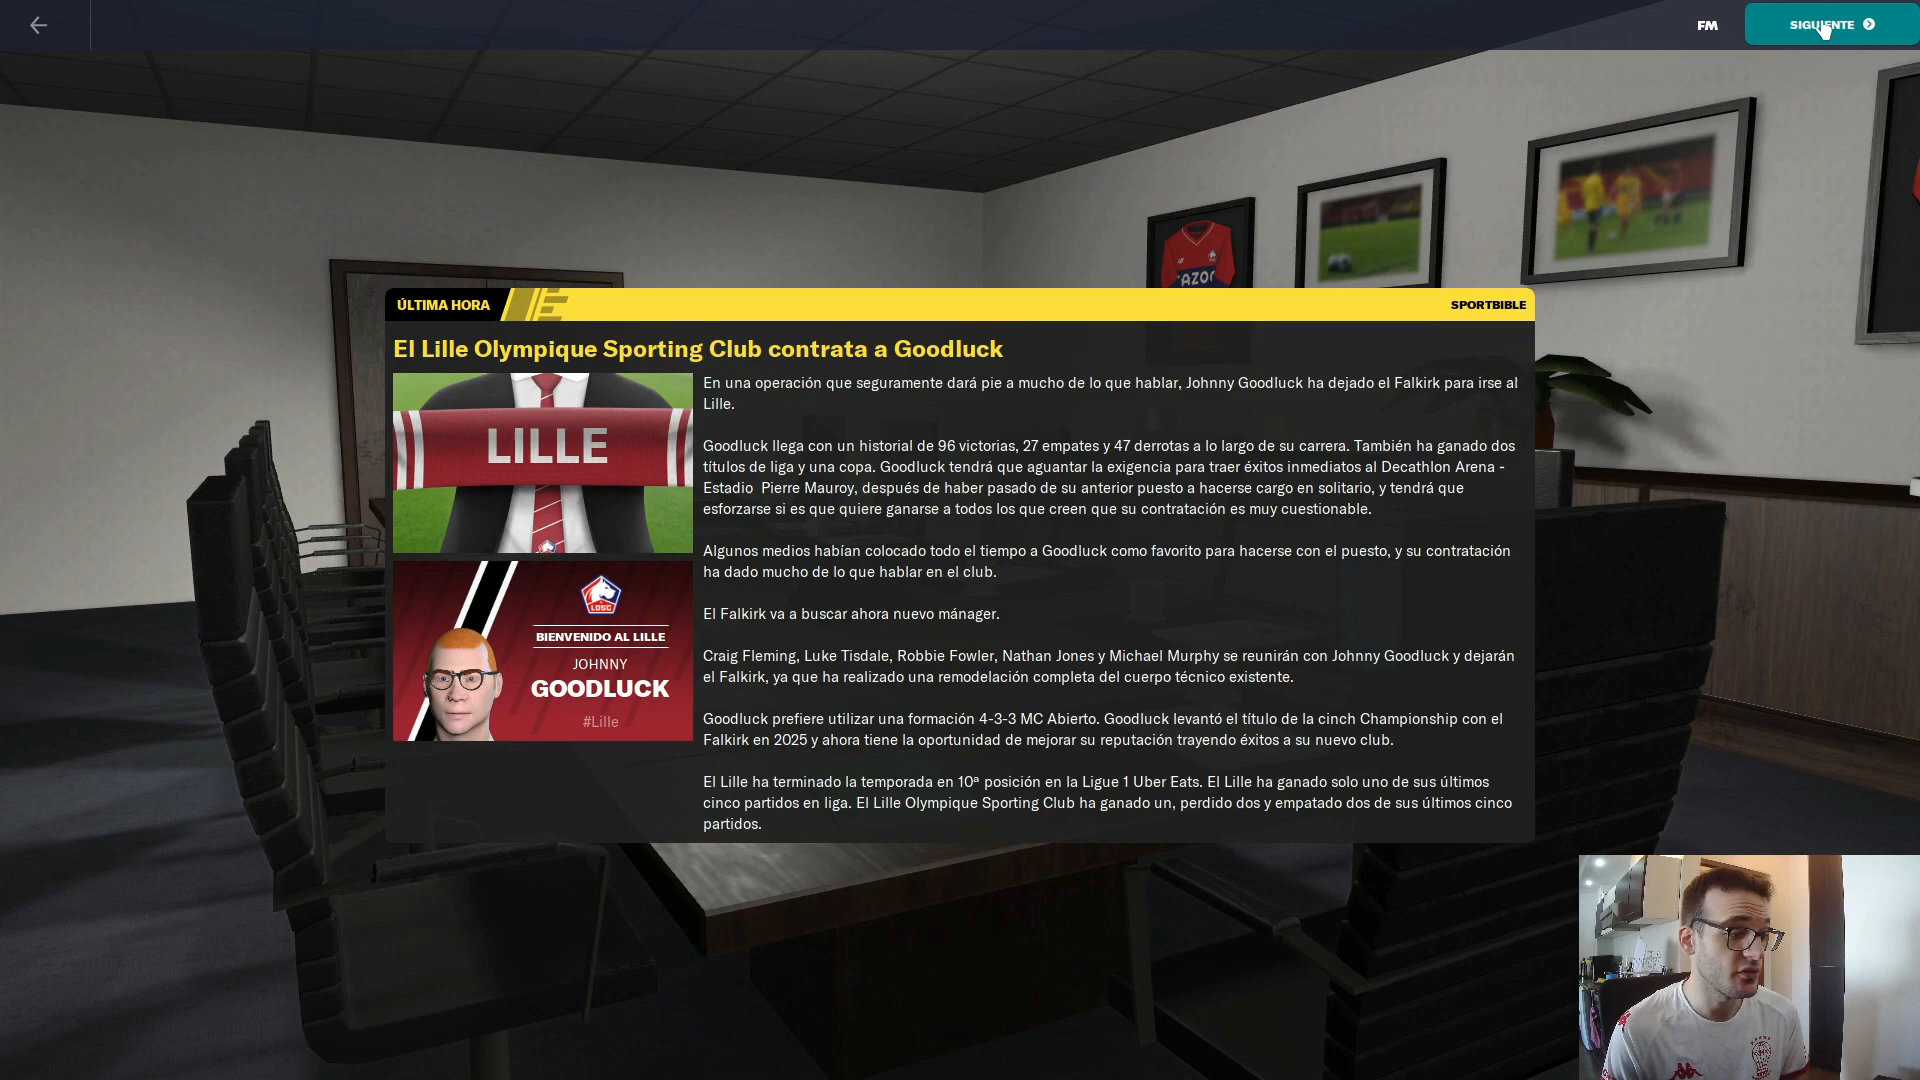 FM
SIGUIENTE
AZOR
ÚLTIMA HORA
SPORTBIBLE
El Lille Olympique Sporting Club contrata a Goodluck
LILLE
LOSC
BIENVENIDO AL LILLE
JOHNNY
GOODLUCK
#Lille
En una operación que seguramente dará pie a mucho de lo que hablar, Johnny Goodluck ha dejado el Falkirk para irse al
Lille.
Goodluck llega con un historial de 96 victorias, 27 empates y 47 derrotas a lo largo de su carrera. También ha ganado dos
títulos de liga y una copa. Goodluck tendrá que aguantar la exigencia para traer éxitos inmediatos al Decathlon Arena -
Estadio  Pierre Mauroy, después de haber pasado de su anterior puesto a hacerse cargo en solitario, y tendrá que
esforzarse si es que quiere ganarse a todos los que creen que su contratación es muy cuestionable.
Algunos medios habían colocado todo el tiempo a Goodluck como favorito para hacerse con el puesto, y su contratación
ha dado mucho de lo que hablar en el club.
El Falkirk va a buscar ahora nuevo mánager.
Craig Fleming, Luke Tisdale, Robbie Fowler, Nathan Jones y Michael Murphy se reunirán con Johnny Goodluck y dejarán
el Falkirk, ya que ha realizado una remodelación completa del cuerpo técnico existente.
Goodluck prefiere utilizar una formación 4-3-3 MC Abierto. Goodluck levantó el título de la cinch Championship con el
Falkirk en 2025 y ahora tiene la oportunidad de mejorar su reputación trayendo éxitos a su nuevo club.
El Lille ha terminado la temporada en 10ª posición en la Ligue 1 Uber Eats. El Lille ha ganado solo uno de sus últimos
cinco partidos en liga. El Lille Olympique Sporting Club ha ganado un, perdido dos y empatado dos de sus últimos cinco
partidos.